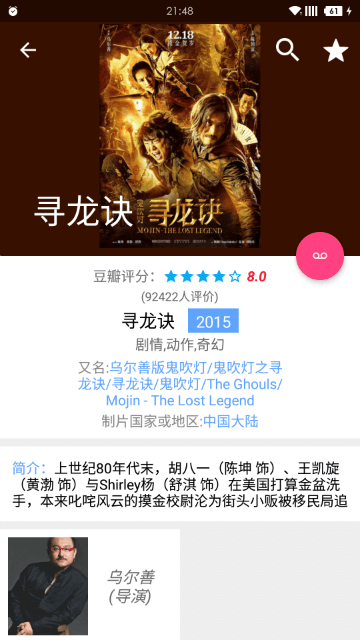 21:48
61
12.18
摸金贺岁
寻龙诀
寻龙诀
MOJIN-THE LOST LEGEND
豆瓣评分： 8.0
(92422人评价)
寻龙诀 2015
剧情,动作,奇幻
又名:乌尔善版鬼吹灯/鬼吹灯之寻
龙诀/寻龙诀/鬼吹灯/The Ghouls/
Mojin - The Lost Legend
制片国家或地区:中国大陆
简介：上世纪80年代末，胡八一（陈坤 饰）、王凯旋
（黄渤 饰）与Shirley杨（舒淇 饰）在美国打算金盆洗
手，本来叱咤风云的摸金校尉沦为街头小贩被移民局追
乌尔善
(导演)